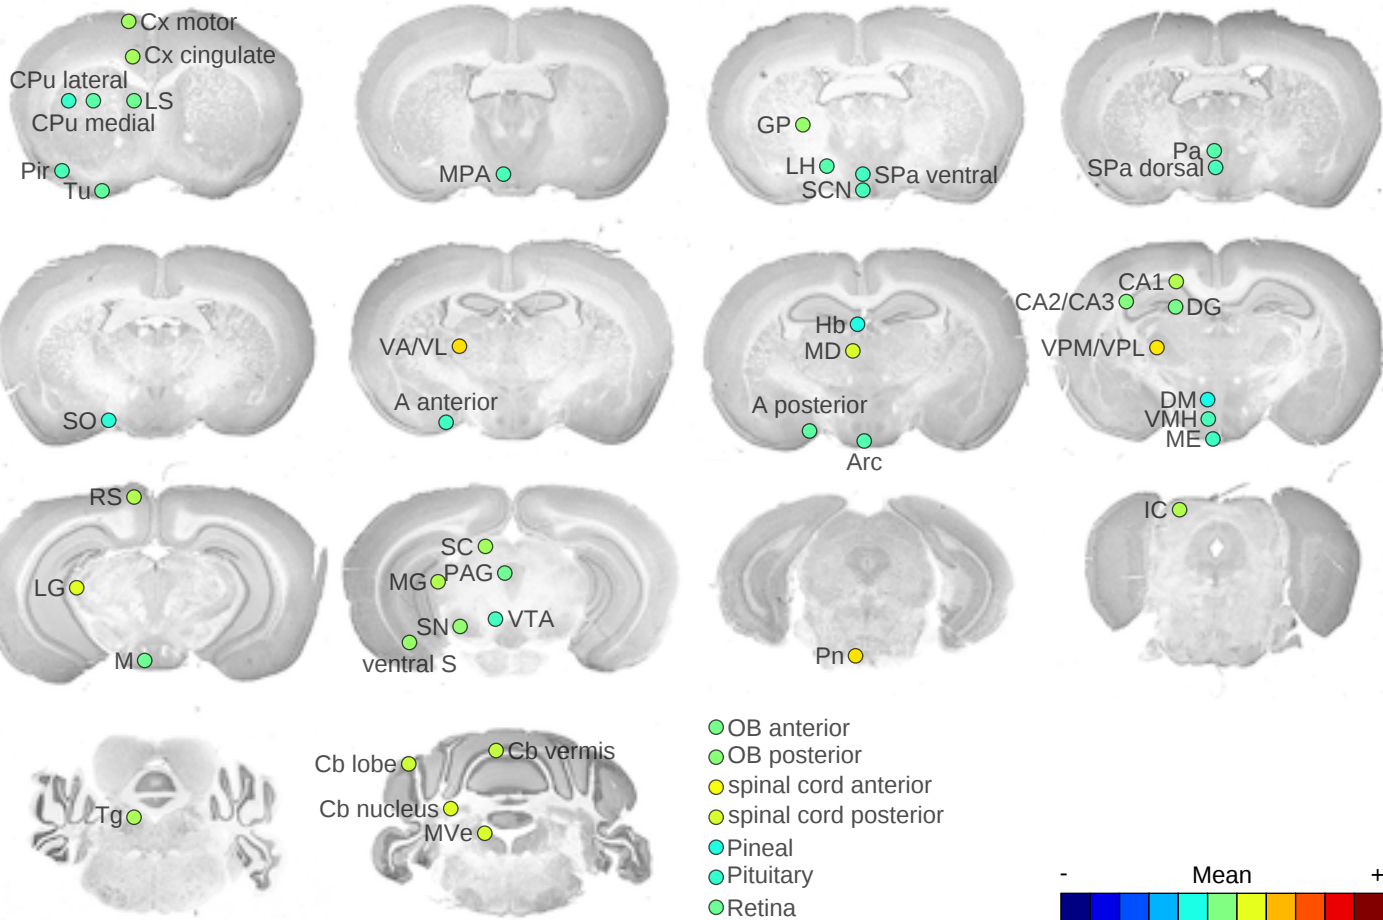 Cx motor
Cx cingulate
CPu lateral
LS
CPu medial
Pir
Tu
MPA
GP
LH
SPa ventral
SCN
Pa
SPa dorsal
SO
VA/VL
A anterior
Hb
MD
A posterior
Arc
CA1
CA2/CA3
DG
VPM/VPL
DM
VMH
ME
RS
LG
M
SC
MG
PAG
SN
VTA
ventral S
Pn
IC
Tg
Cb lobe
Cb vermis
Cb nucleus
MVe
OB anterior
OB posterior
spinal cord anterior
spinal cord posterior
Pineal
Pituitary
Retina
- Mean +